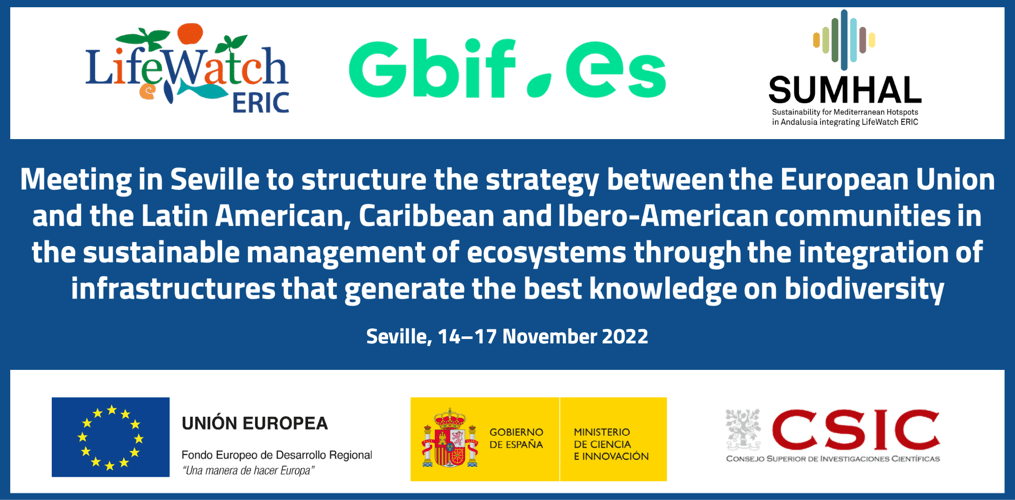 LifeWatch
ERIC
Gbif.es
SUMHAL
Sustainability for Mediterranean Hotspots
in Andalusia integrating LifeWatch ERIC
Meeting in Seville to structure the strategy between the European Union
and the Latin American, Caribbean and Ibero-American communities in
the sustainable management of ecosystems through the integration of
infrastructures that generate the best knowledge on biodiversity
Seville, 14–17 November 2022
UNIÓN EUROPEA
Fondo Europeo de Desarrollo Regional
“Una manera de hacer Europa”
GOBIERNO
DE ESPAÑA
MINISTERIO
DE CIENCIA
E INNOVACIÓN
CSIC
CONSEJO SUPERIOR DE INVESTIGACIONES CIENTÍFICAS